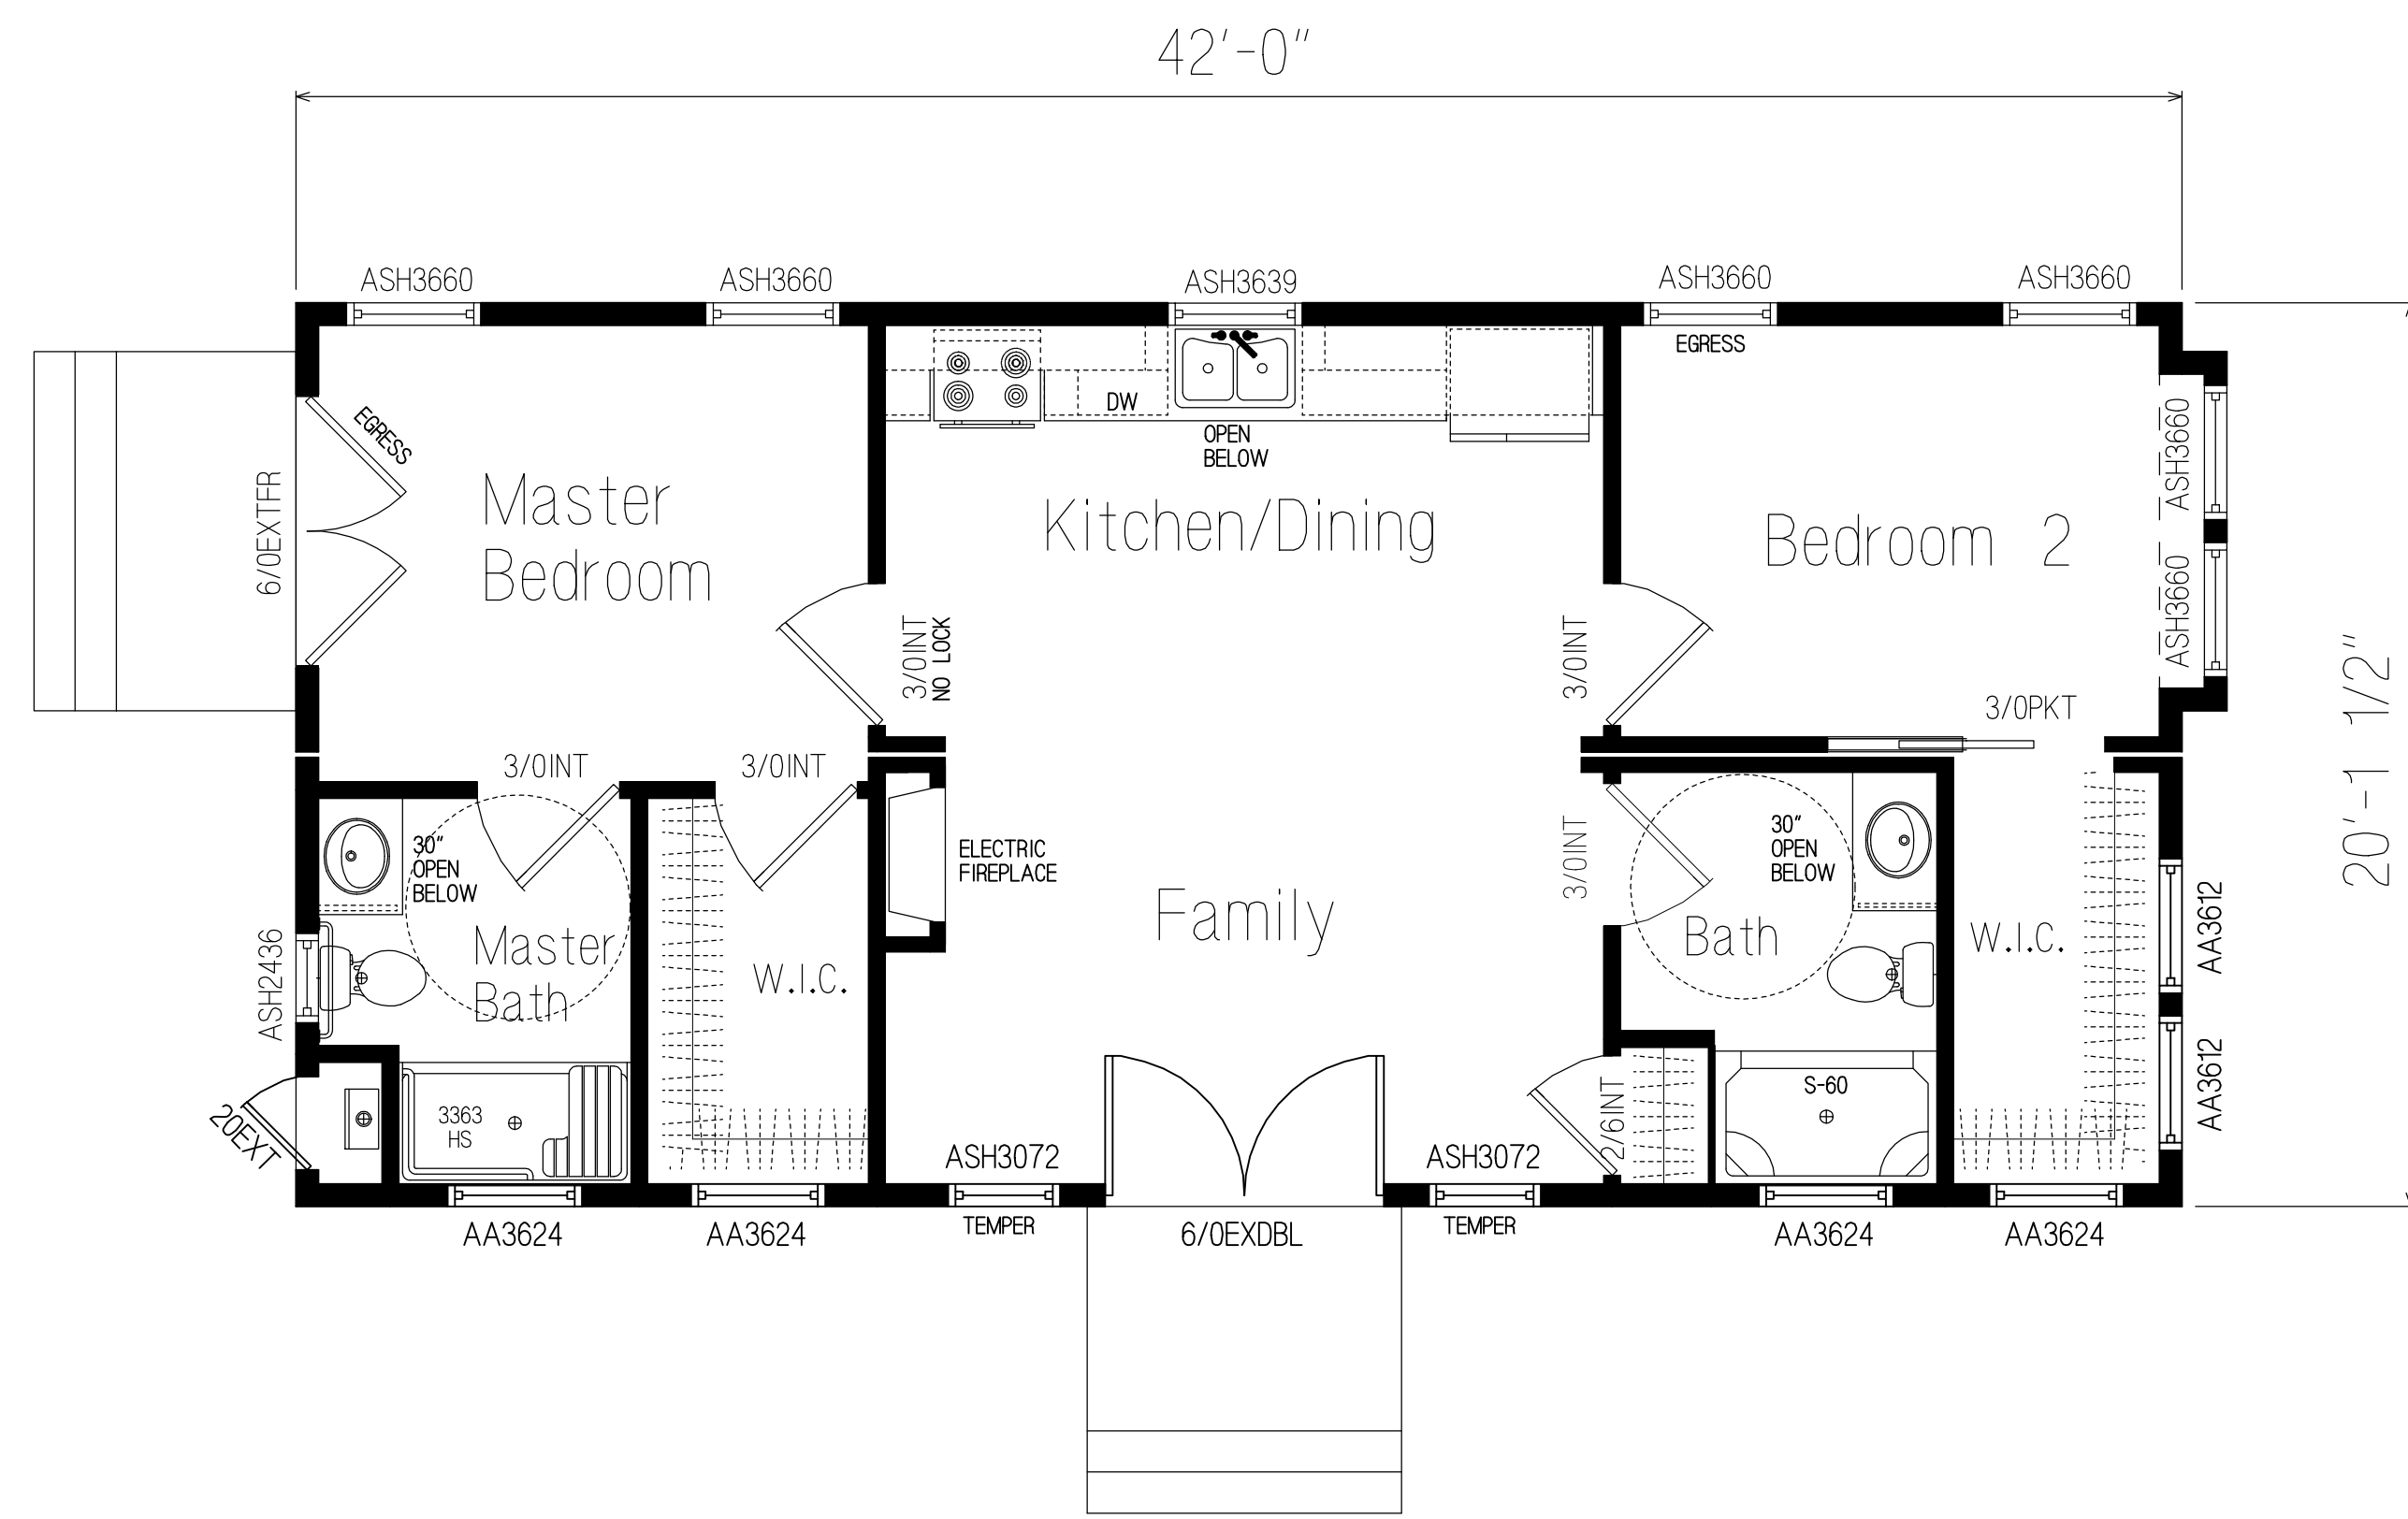 42'-0"
ASH3660
ASH3660
ASH3639
ASH3660
ASH3660
EGRESS
EGRESS
6/0EXTFR
Master
Bedroom
DW
OPEN
BELOW
Kitchen/Dining
3/0INT
NO LOCK
3/0INT
Bedroom 2
ASH3660
ASH3660
3/0PKT
20'-1 1/2"
3/0INT
3/0INT
30"
OPEN
BELOW
ELECTRIC
FIREPLACE
3/0INT
30"
OPEN
BELOW
Family
Master
Bath
W.I.C.
Bath
W.I.C.
ASH2436
AA3612
AA3612
20EXT
3363
HS
S-60
2/6INT
ASH3072
ASH3072
AA3624
AA3624
TEMPER
6/0EXDBL
TEMPER
AA3624
AA3624